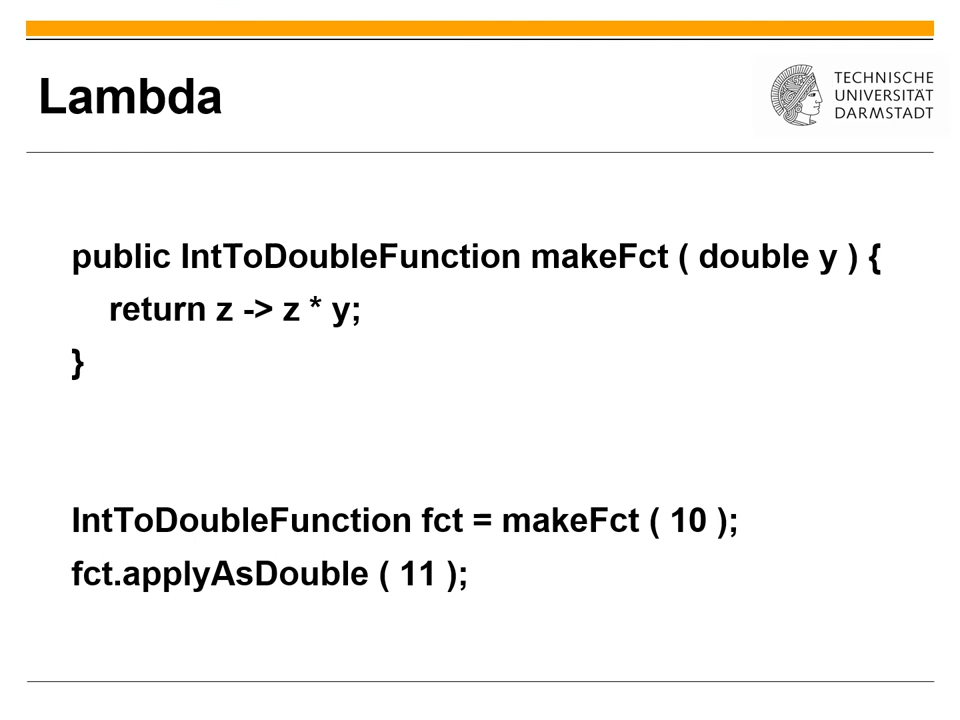 Lambda
TECHNISCHE
UNIVERSITÄT
DARMSTADT
public IntToDoubleFunction makeFct ( double y ) {
return z -> z * y;
}
IntToDoubleFunction fct = makeFct ( 10 );
fct.applyAsDouble ( 11 );